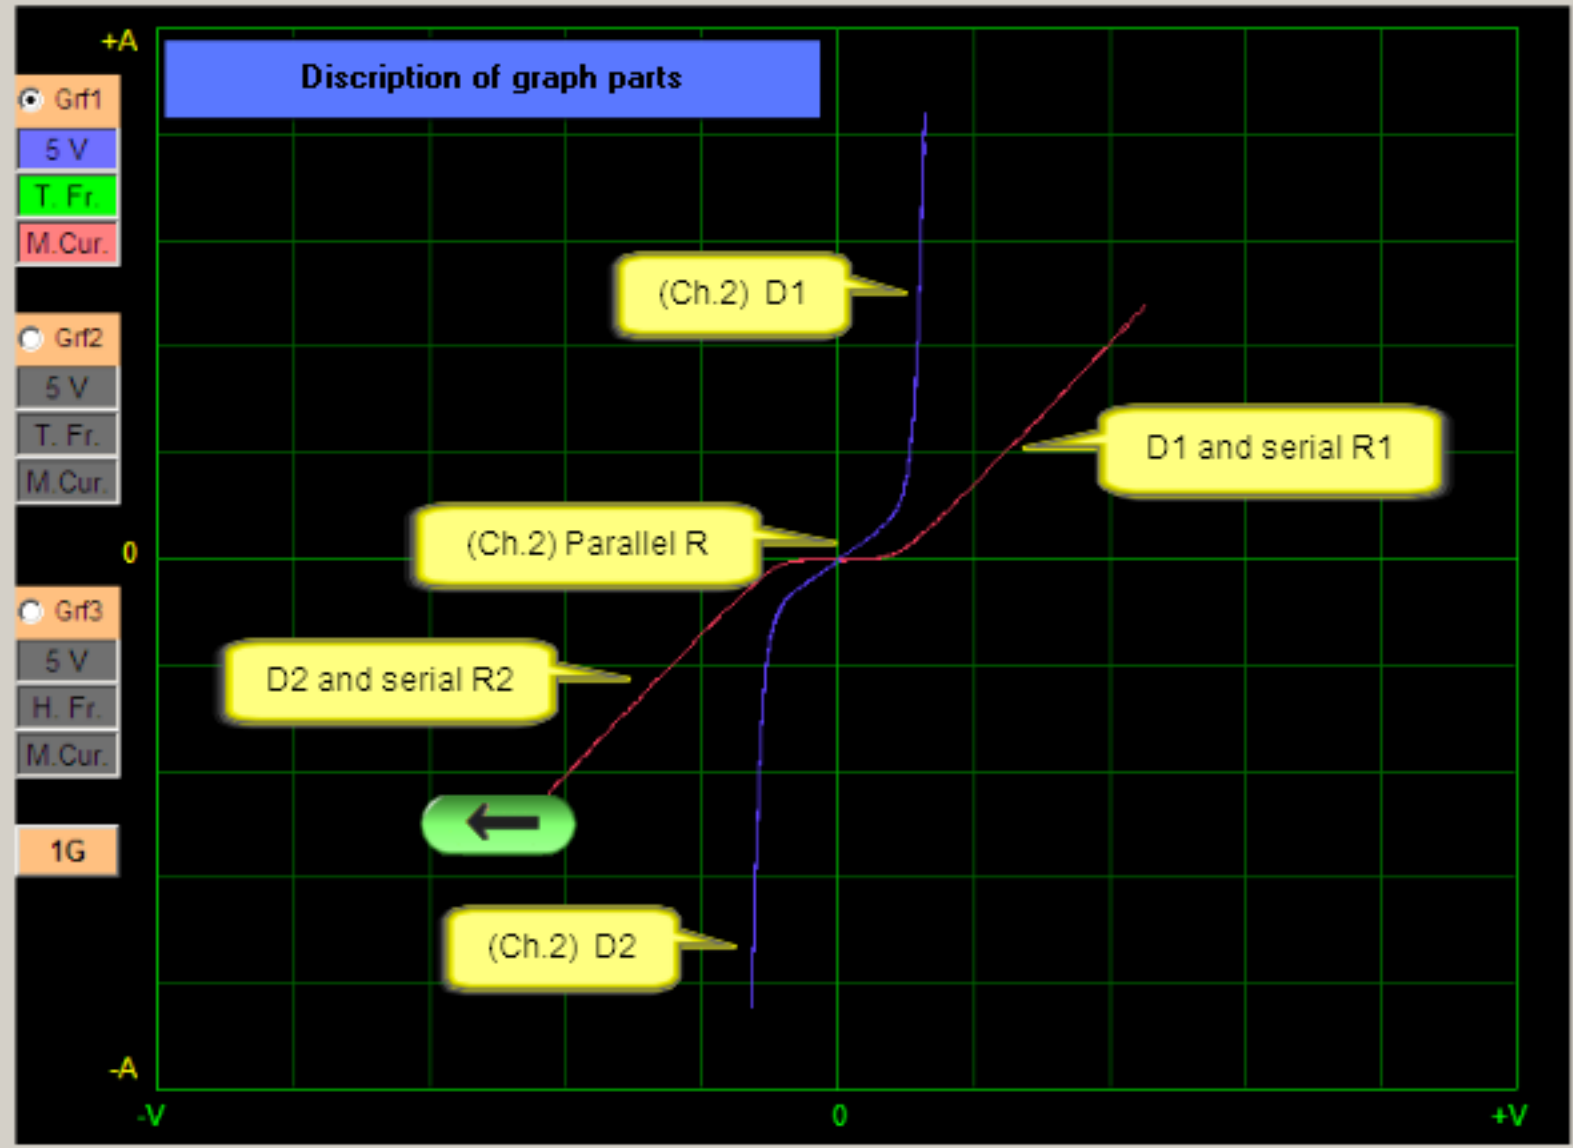 +A
Discription of graph parts
Grf1
5 V
T. Fr.
M.Cur.
(Ch.2) D1
Grf2
5 V
T. Fr.
M.Cur.
D1 and serial R1
(Ch.2) Parallel R
0
Grf3
5 V
H. Fr.
M.Cur.
D2 and serial R2
1G
(Ch.2) D2
-A
-V
0
+V